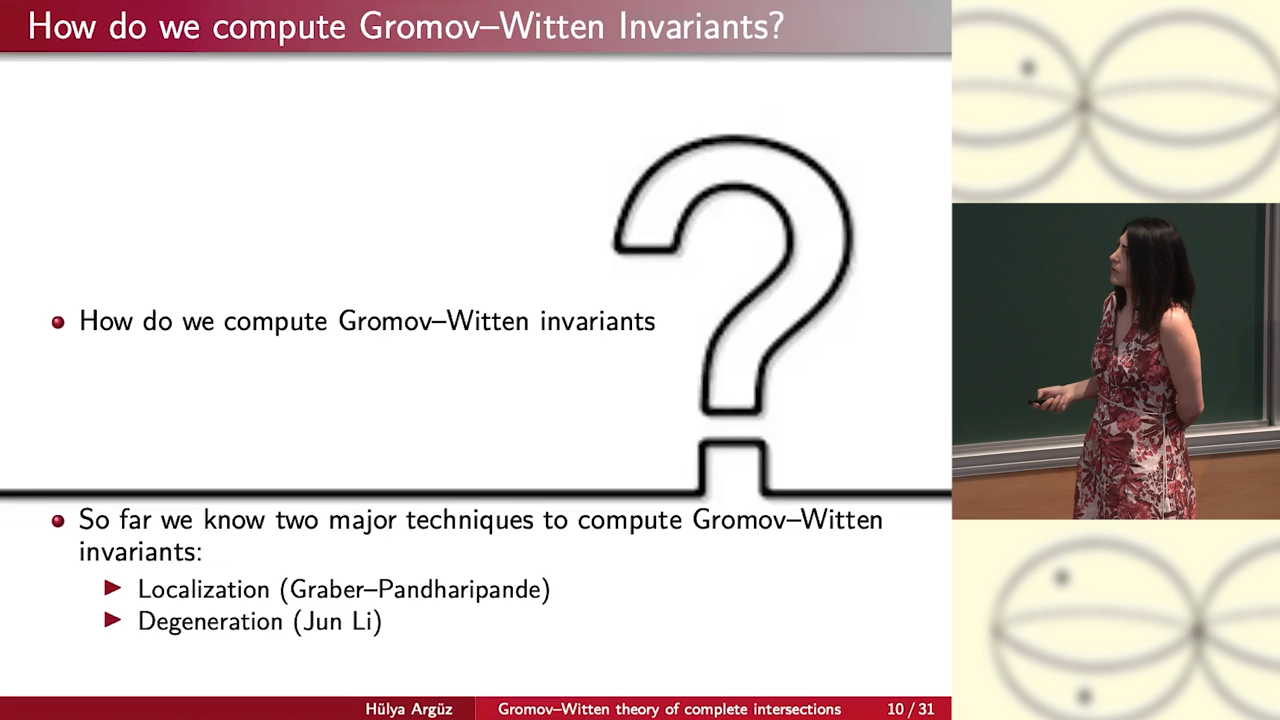 How do we compute Gromov–Witten Invariants?
How do we compute Gromov–Witten invariants
So far we know two major techniques to compute Gromov–Witten
invariants:
Localization (Graber–Pandharipande)
Degeneration (Jun Li)
Hülya Argüz Gromov–Witten theory of complete intersections 10 / 31